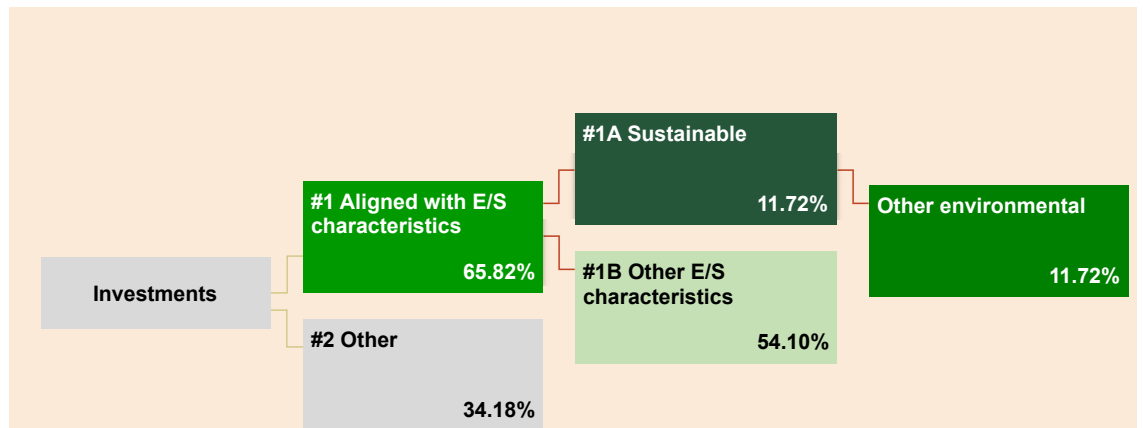 Investments
#1 Aligned with E/S
characteristics
65.82%
#2 Other
34.18%
#1A Sustainable
11.72%
#1B Other E/S
characteristics
54.10%
Other environmental
11.72%